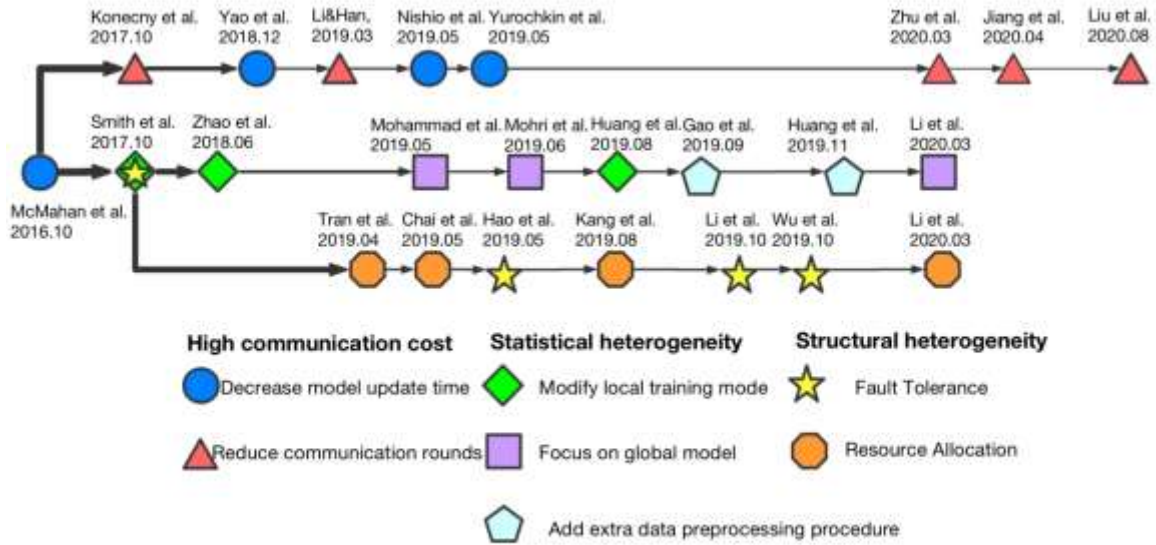 Konecny et al.
2017.10
Yao et al.
2018.12
Li&Han,
2019.03
Nishio et al.
2019.05
Yurochkin et al.
2019.05
Zhu et al.
2020.03
Jiang et al.
2020.04
Liu et al.
2020.08
Smith et al.
2017.10
Zhao et al.
2018.06
Mohammad et al.
2019.05
Mohri et al.
2019.06
Huang et al.
2019.08
Gao et al.
2019.09
Huang et al.
2019.11
Li et al.
2020.03
McMahan et al.
2016.10
Tran et al.
2019.04
Chai et al.
2019.05
Hao et al.
2019.05
Kang et al.
2019.08
Li et al.
2019.10
Wu et al.
2019.10
Li et al.
2020.03
High communication cost
Statistical heterogeneity
Structural heterogeneity
Decrease model update time
Modify local training mode
Fault Tolerance
Reduce communication rounds
Focus on global model
Resource Allocation
Add extra data preprocessing procedure